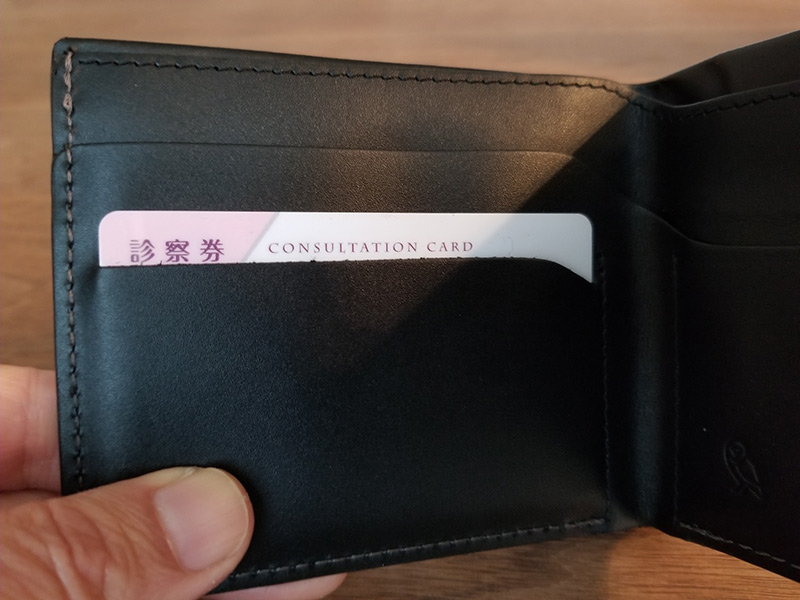 診察券 CONSULTATION CARD